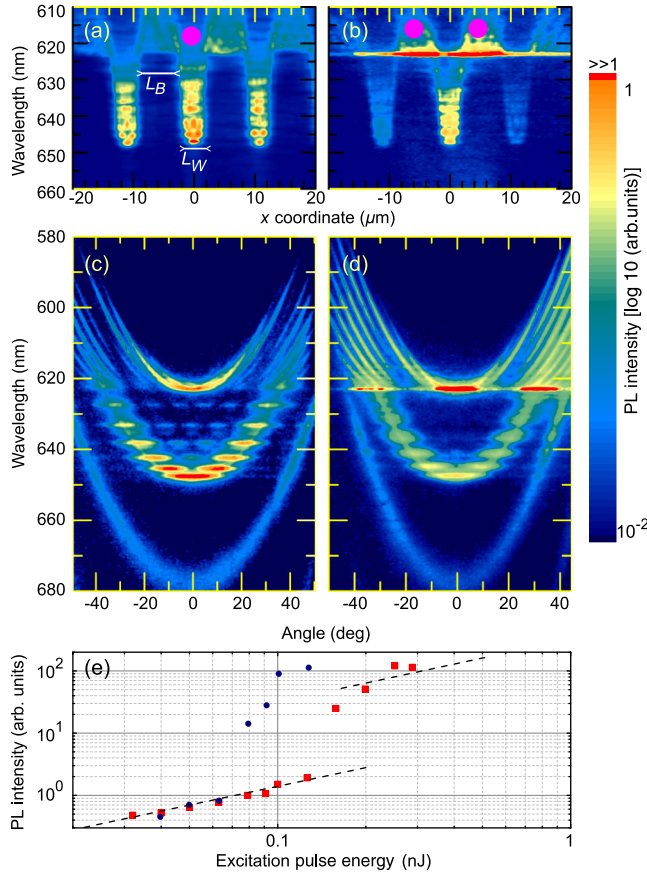 (a)
(b)
610
620
630
640
650
660
Wavelength (nm)
L_B
L_W
-10
0
10
20
-10
0
10
20
x coordinate (μm)
>>1
1
PL intensity [log 10 (arb.units)]
10^-2
(c)
(d)
580
600
620
640
660
680
Wavelength (nm)
-40
-20
0
20
40
-40
-20
0
20
40
Angle (deg)
(e)
10^2
10^1
10^0
PL intensity (arb. units)
0.1
1
Excitation pulse energy (nJ)